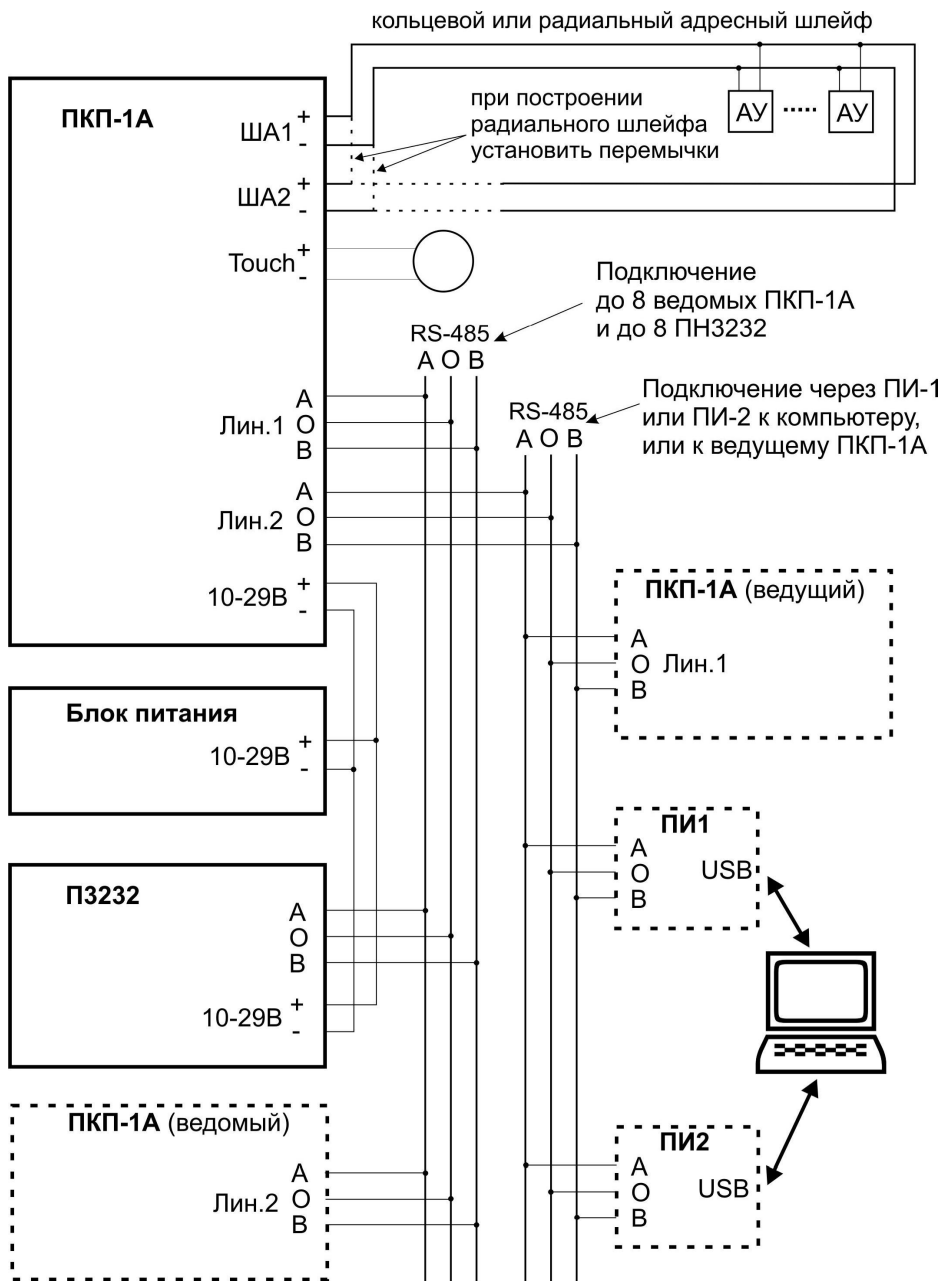 кольцевой или радиальный адресный шлейф
ПКП-1А
ША1 + -
ША2 + -
Touch + -
при построении
радиального шлейфа
установить перемычки
АУ ..... АУ
Подключение
до 8 ведомых ПКП-1А
и до 8 ПН3232
RS-485
А О В
Подключение через ПИ-1
или ПИ-2 к компьютеру,
или к ведущему ПКП-1А
RS-485
А О В
А
Лин.1 О
В
А
Лин.2 О
В
10-29В + -
ПКП-1А (ведущий)
А
О Лин.1
В
Блок питания
10-29В + -
ПИ1
А
О USB
В
П3232
А
О
В
10-29В + -
ПКП-1А (ведомый)
А
Лин.2 О
В
ПИ2
А
О USB
В